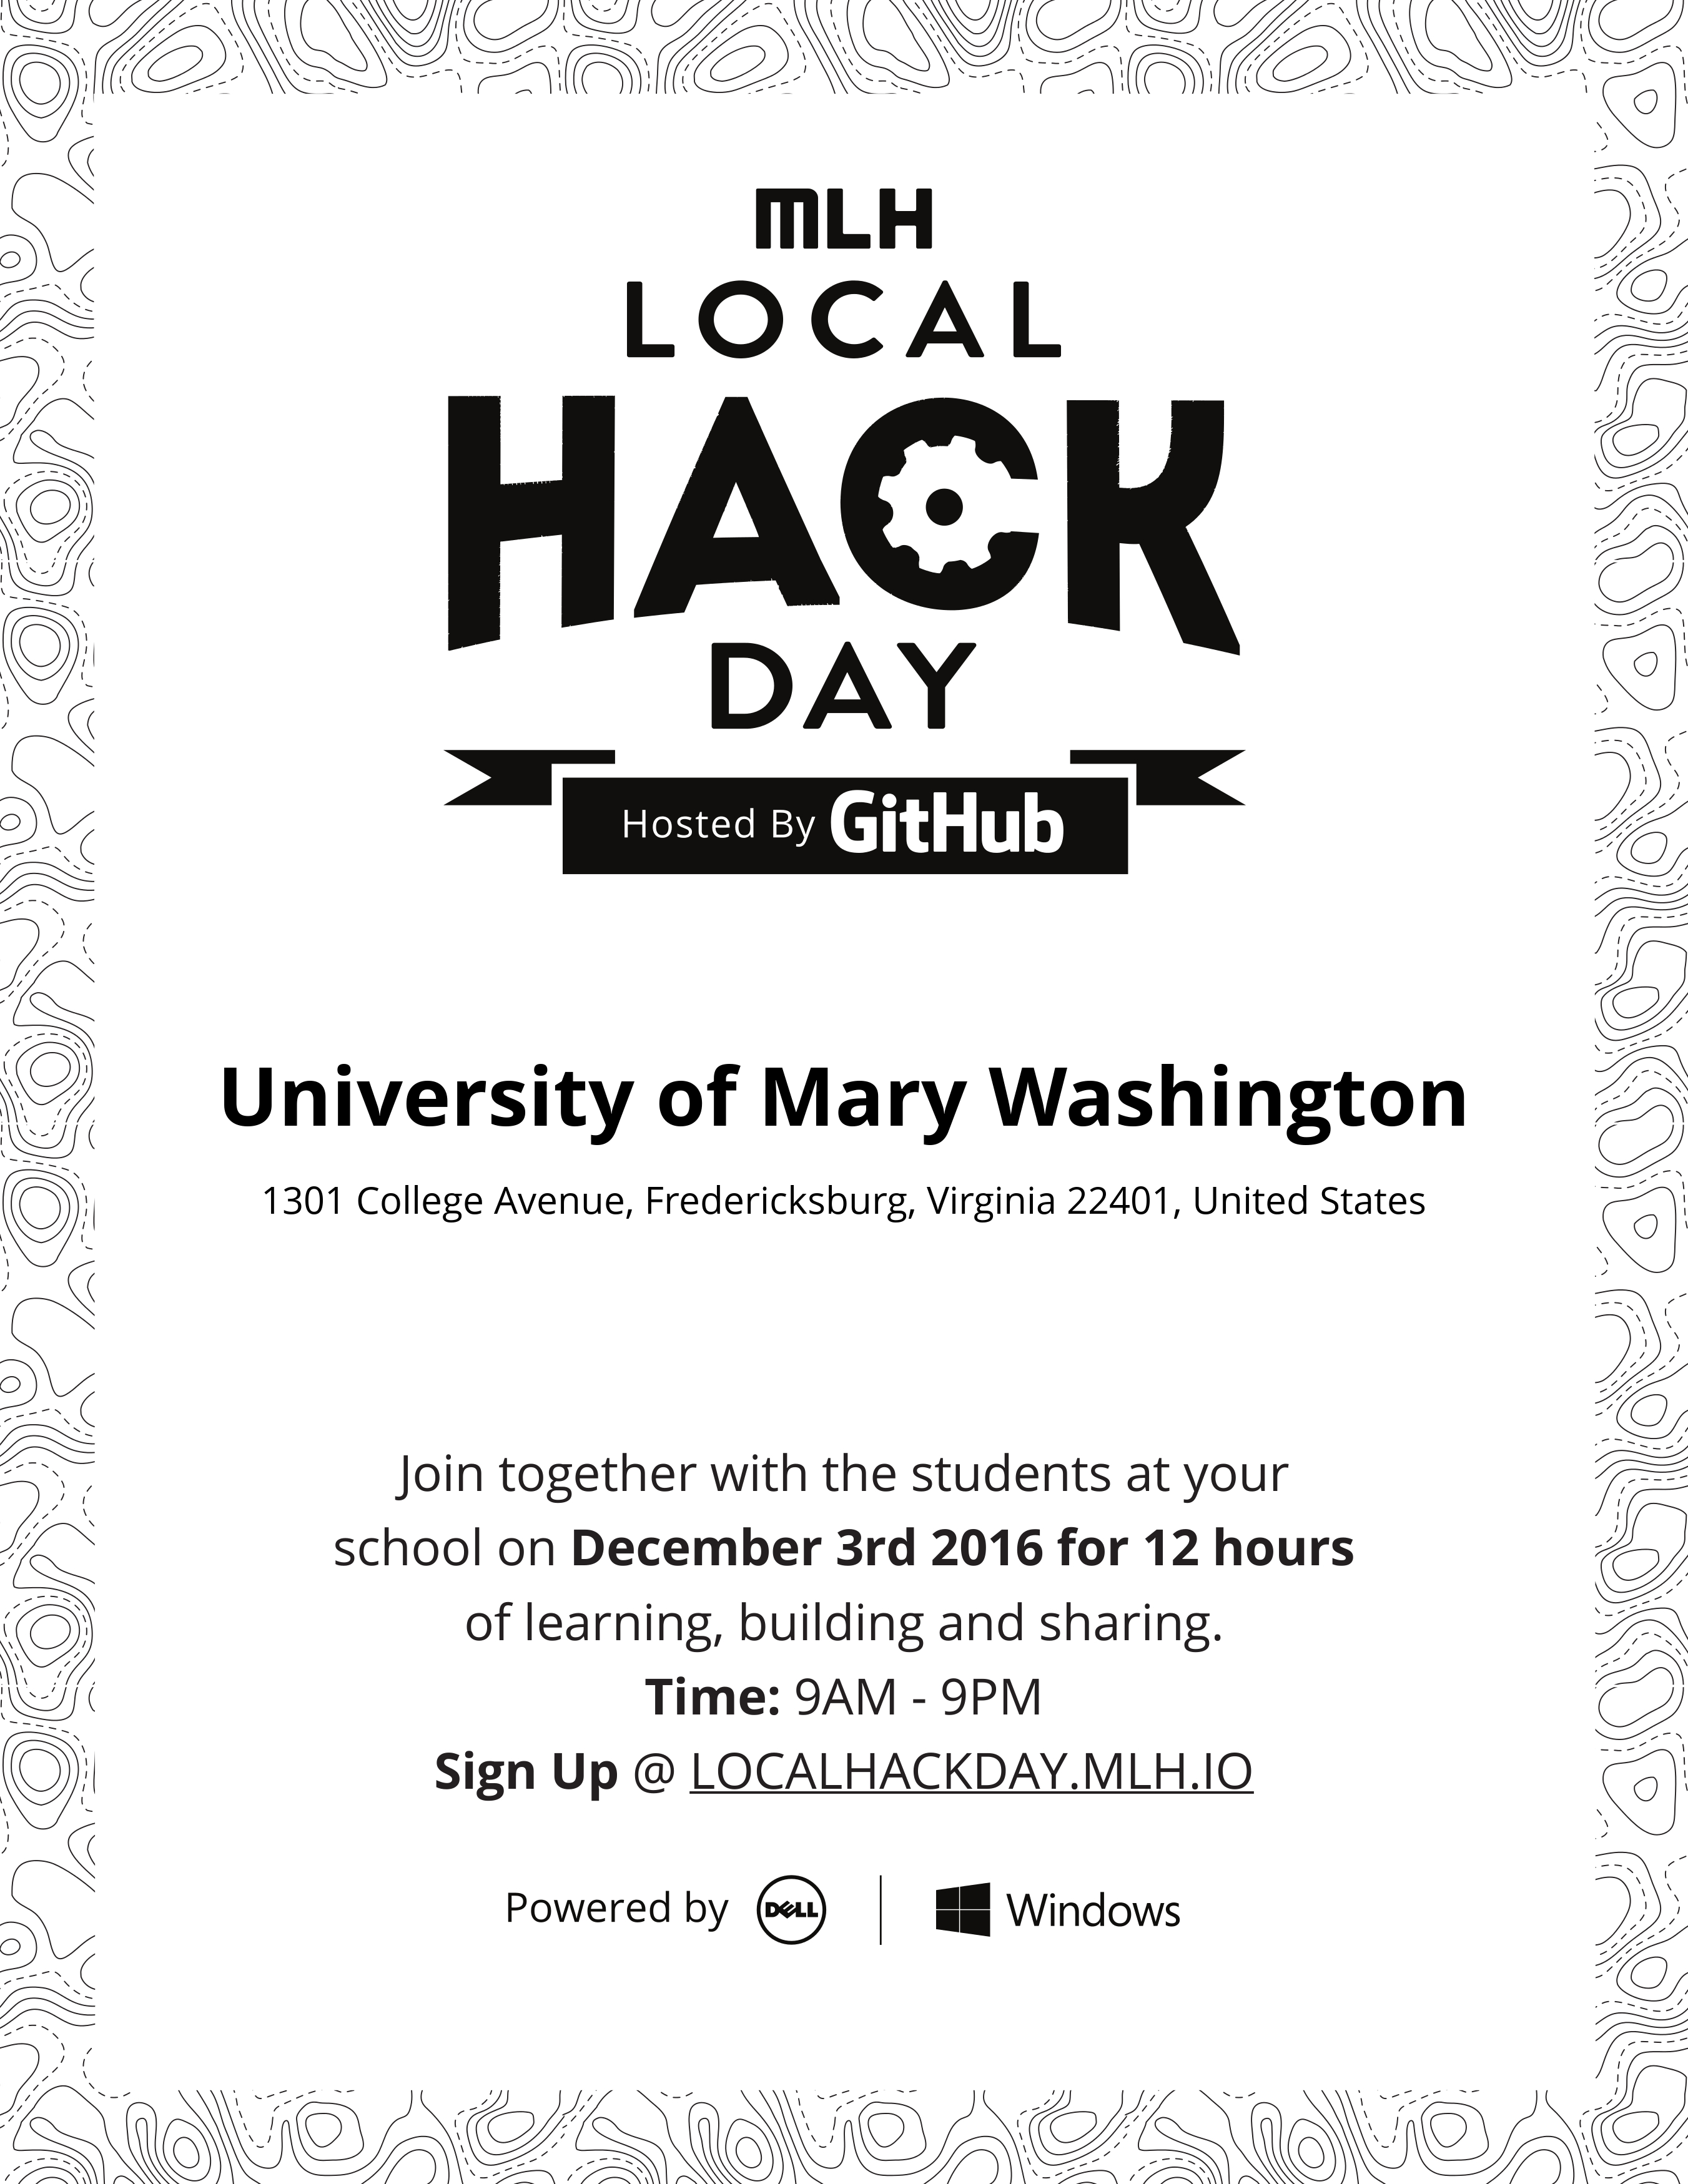 MLH
LOCAL
HACK
DAY
Hosted By GitHub
University of Mary Washington
1301 College Avenue, Fredericksburg, Virginia 22401, United States
Join together with the students at your
school on December 3rd 2016 for 12 hours
of learning, building and sharing.
Time: 9AM - 9PM
Sign Up @ LOCALHACKDAY.MLH.IO
Powered by DELL | Windows